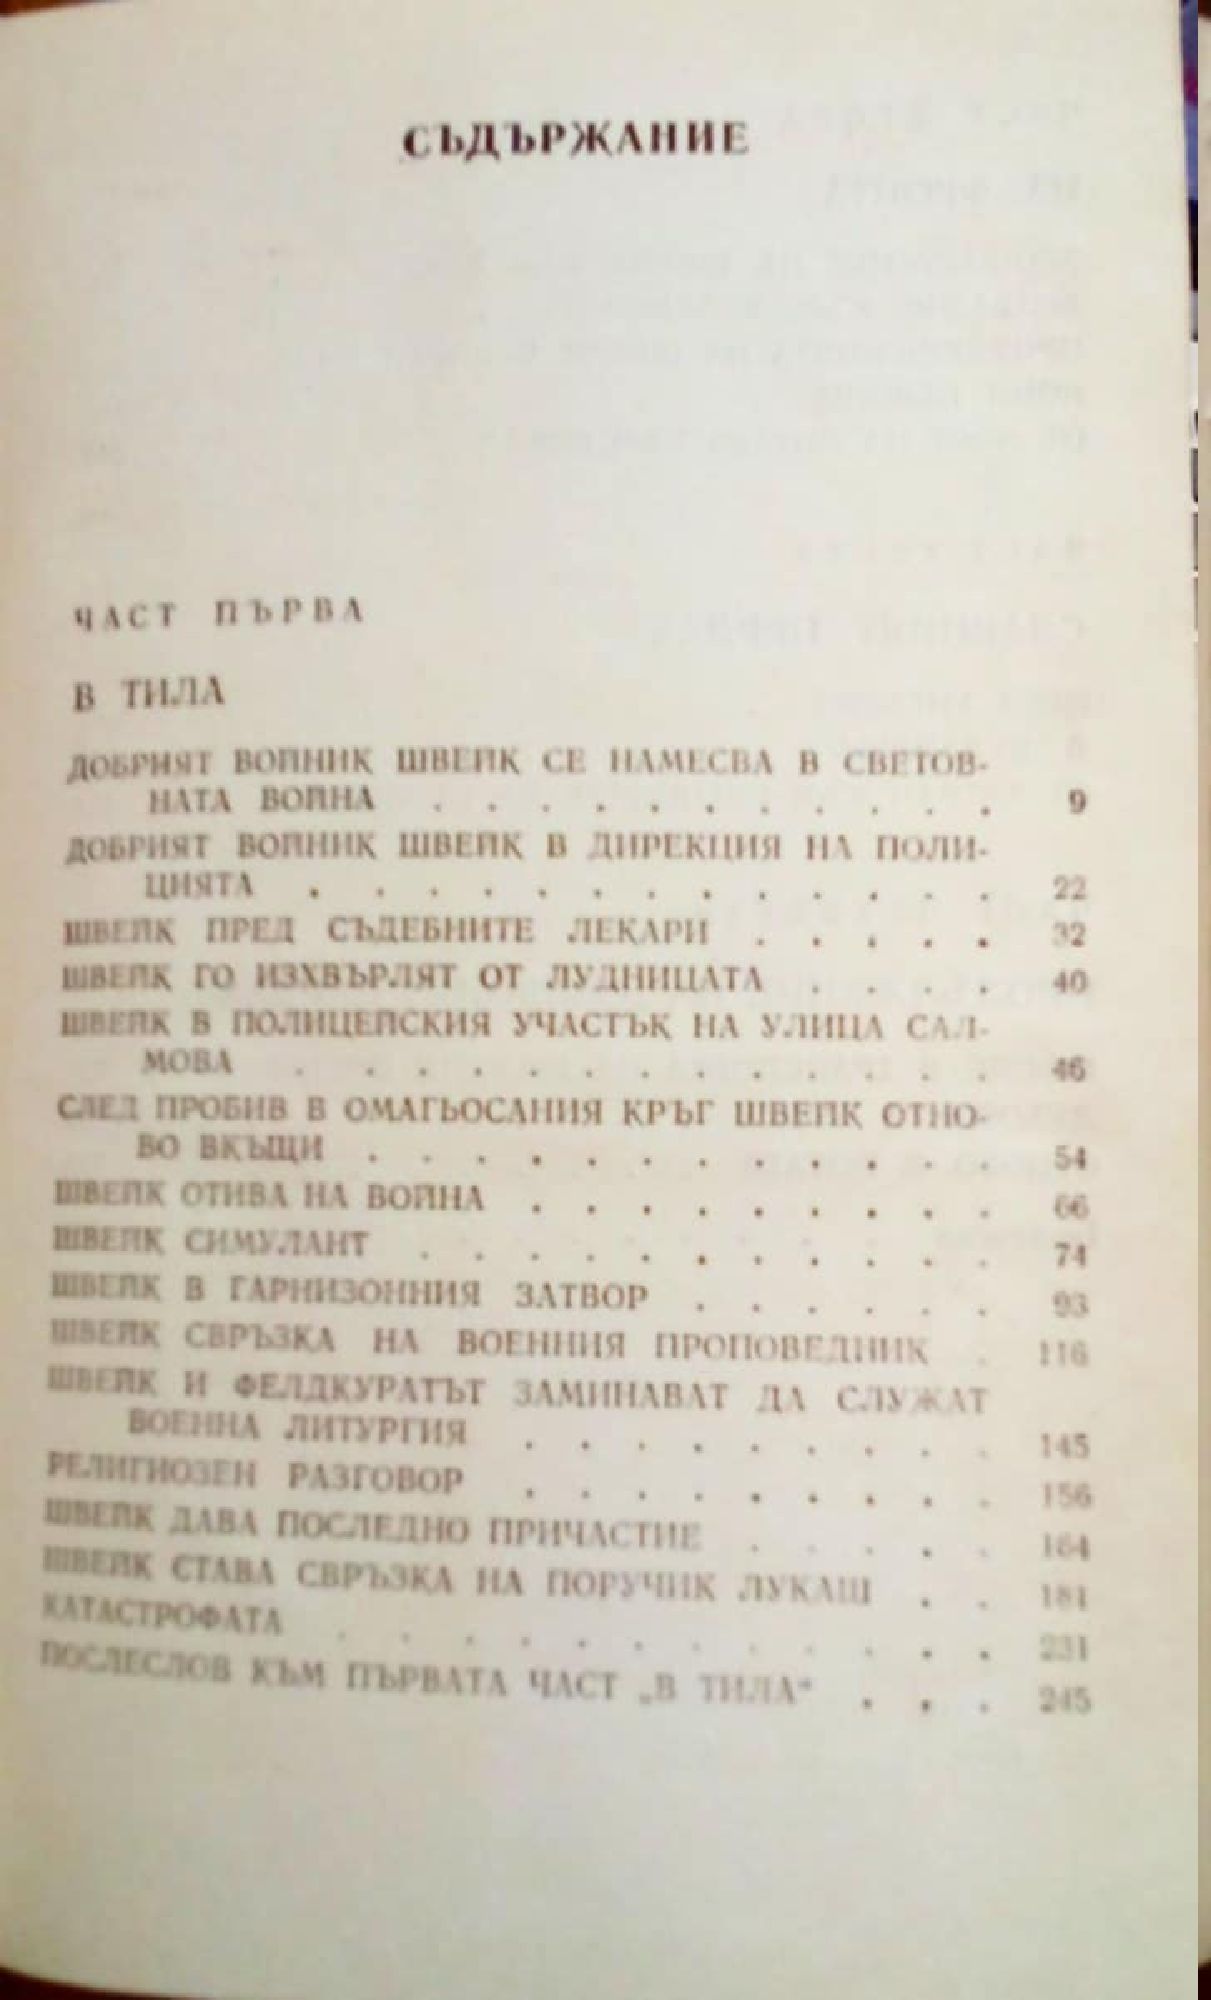 СЪДЪРЖАНИЕ
ЧАСТ ПЪРВА
В ТИЛА
ДОБРИЯТ ВОЙНИК ШВЕЙК СЕ НАМЕСВА В СВЕТОВ-
НАТА ВОЙНА . . . . . . . . . . . 9
ДОБРИЯТ ВОЙНИК ШВЕЙК В ДИРЕКЦИЯ НА ПОЛИ-
ЦИЯТА . . . . . . . . . . . . . 22
ШВЕЙК ПРЕД СЪДЕБНИТЕ ЛЕКАРИ . . . . . 32
ШВЕЙК ГО ИЗХВЪРЛЯТ ОТ ЛУДНИЦАТА . . . . 40
ШВЕЙК В ПОЛИЦЕЙСКИЯ УЧАСТЪК НА УЛИЦА САЛ-
МОВА . . . . . . . . . . . . . 46
СЛЕД ПРОБИВ В ОМАГЬОСАНИЯ КРЪГ ШВЕЙК ОТНО-
ВО ВКЪЩИ . . . . . . . . . . . . 54
ШВЕЙК ОТИВА НА ВОЙНА . . . . . . . . . 66
ШВЕЙК СИМУЛАНТ . . . . . . . . . . . 74
ШВЕЙК В ГАРНИЗОННИЯ ЗАТВОР . . . . . . 93
ШВЕЙК СВРЪЗКА НА ВОЕННИЯ ПРОПОВЕДНИК . 116
ШВЕЙК И ФЕЛДКУРАТЪТ ЗАМИНАВАТ ДА СЛУЖАТ
ВОЕННА ЛИТУРГИЯ . . . . . . . . . 145
РЕЛИГИОЗЕН РАЗГОВОР . . . . . . . . . 156
ШВЕЙК ДАВА ПОСЛЕДНО ПРИЧАСТИЕ . . . . . 164
ШВЕЙК СТАВА СВРЪЗКА НА ПОРУЧИК ЛУКАШ . . 181
КАТАСТРОФАТА . . . . . . . . . . . . 231
ПОСЛЕСЛОВ КЪМ ПЪРВАТА ЧАСТ „В ТИЛА“ . . . 245